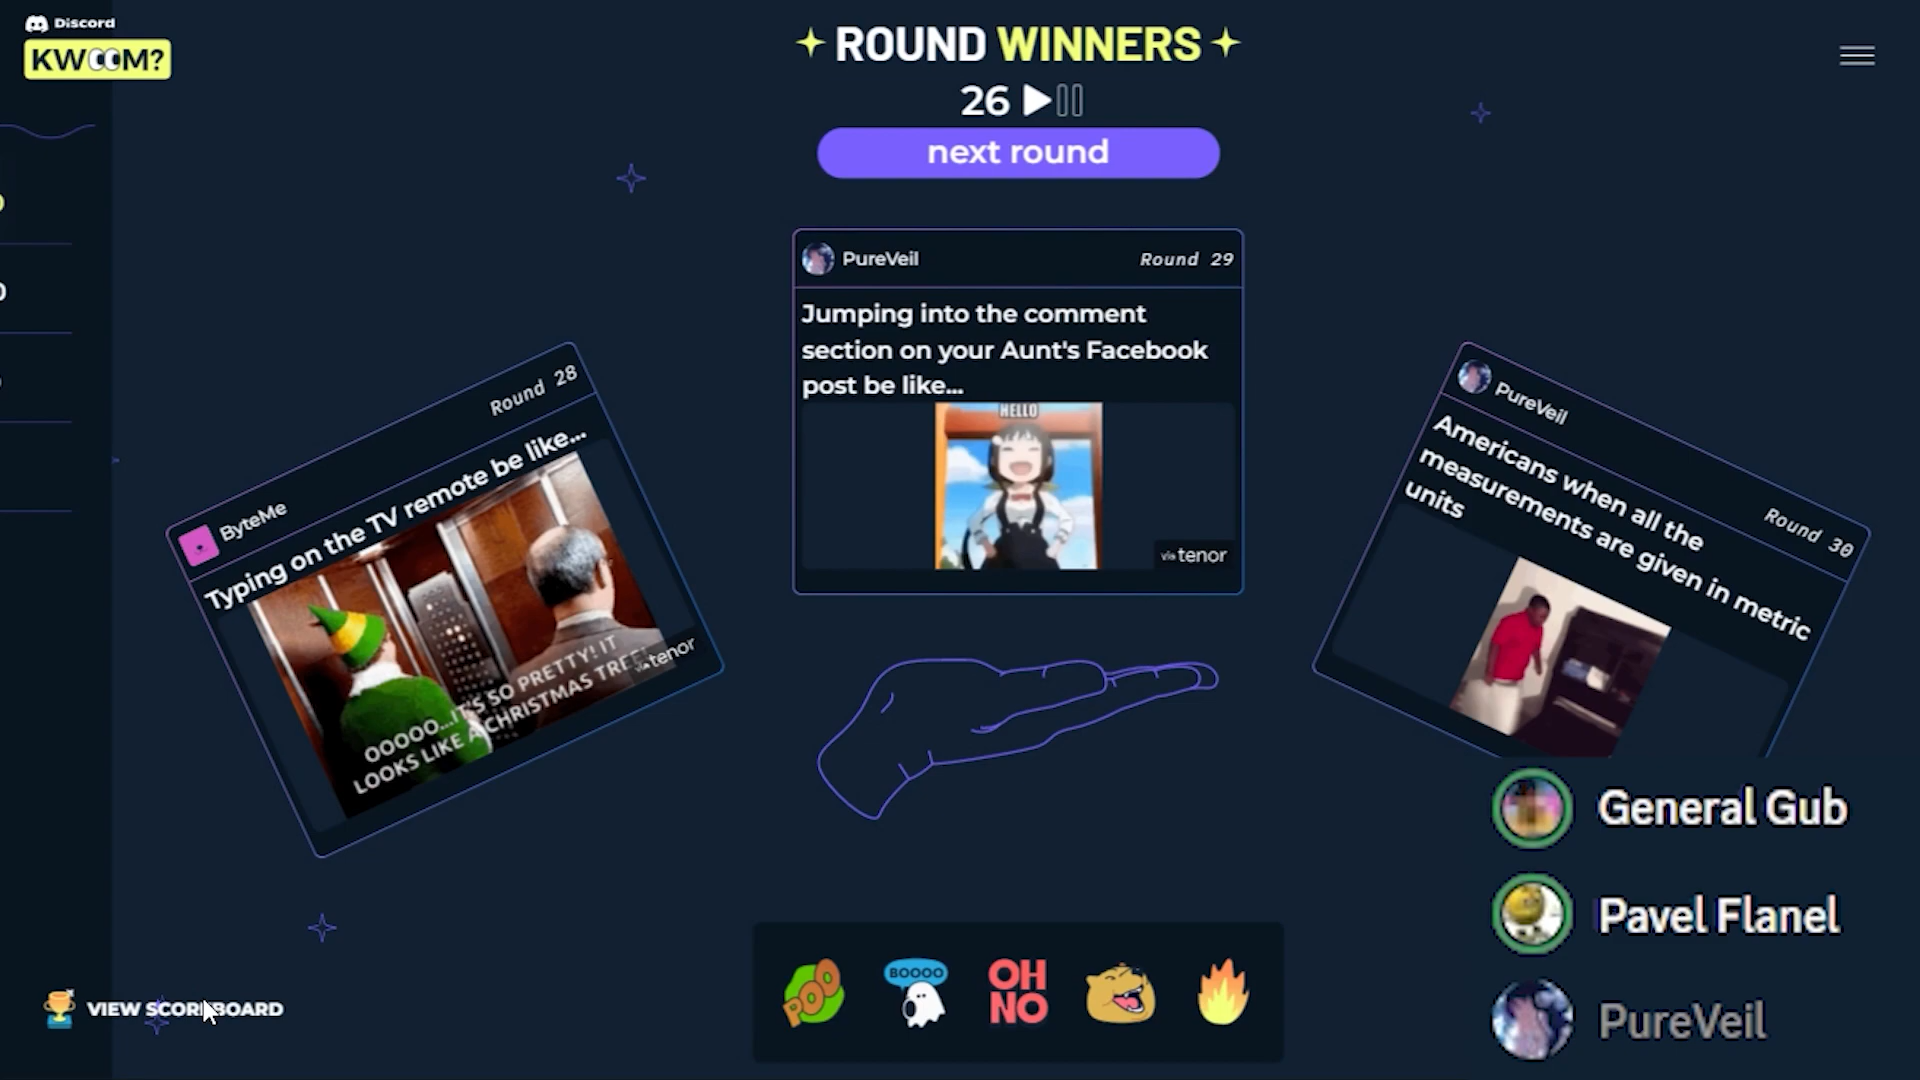 Discord
KWOOM?
ROUND WINNERS
26
next round
ByteMe
Round 28
Typing on the TV remote be like...
OOOOO...IT'S SO PRETTY! IT
LOOKS LIKE A CHRISTMAS TREE!
via tenor
PureVeil
Round 29
Jumping into the comment
section on your Aunt's Facebook
post be like...
HELLO
via tenor
PureVeil
Round 30
Americans when all the
measurements are given in metric
units
General Gub
Pavel Flanel
PureVeil
POO
BOOOO
OH
NO
VIEW SCOREBOARD